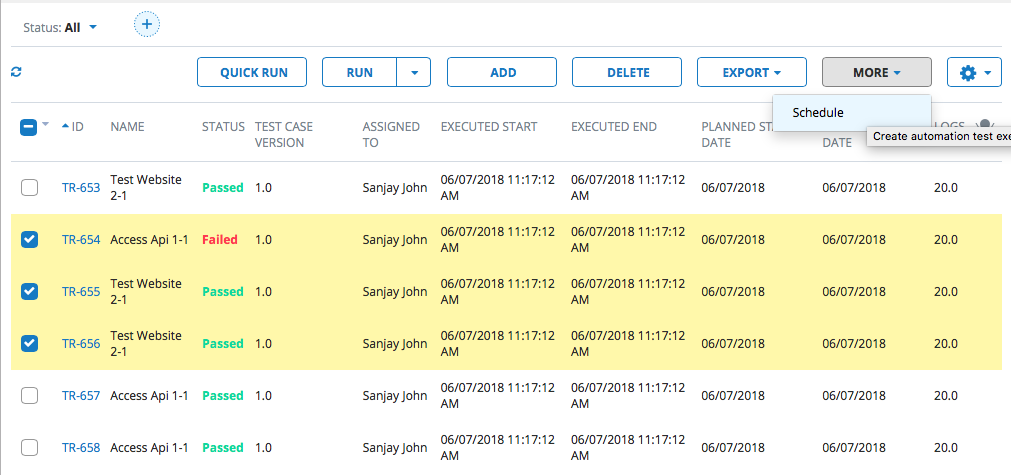 Status: All
QUICK RUN RUN ADD DELETE EXPORT MORE
Schedule
Create automation test exe
ID NAME STATUS TEST CASE VERSION ASSIGNED TO EXECUTED START EXECUTED END PLANNED DATE DATE LOGS
TR-653 Test Website 2-1 Passed 1.0 Sanjay John 06/07/2018 11:17:12 AM 06/07/2018 11:17:12 AM 06/07/2018 06/07/2018 20.0
TR-654 Access Api 1-1 Failed 1.0 Sanjay John 06/07/2018 11:17:12 AM 06/07/2018 11:17:12 AM 06/07/2018 06/07/2018 20.0
TR-655 Test Website 2-1 Passed 1.0 Sanjay John 06/07/2018 11:17:12 AM 06/07/2018 11:17:12 AM 06/07/2018 06/07/2018 20.0
TR-656 Test Website 2-1 Passed 1.0 Sanjay John 06/07/2018 11:17:12 AM 06/07/2018 11:17:12 AM 06/07/2018 06/07/2018 20.0
TR-657 Access Api 1-1 Passed 1.0 Sanjay John 06/07/2018 11:17:12 AM 06/07/2018 11:17:12 AM 06/07/2018 06/07/2018 20.0
TR-658 Access Api 1-1 Passed 1.0 Sanjay John 06/07/2018 11:17:12 AM 06/07/2018 11:17:12 AM 06/07/2018 06/07/2018 20.0